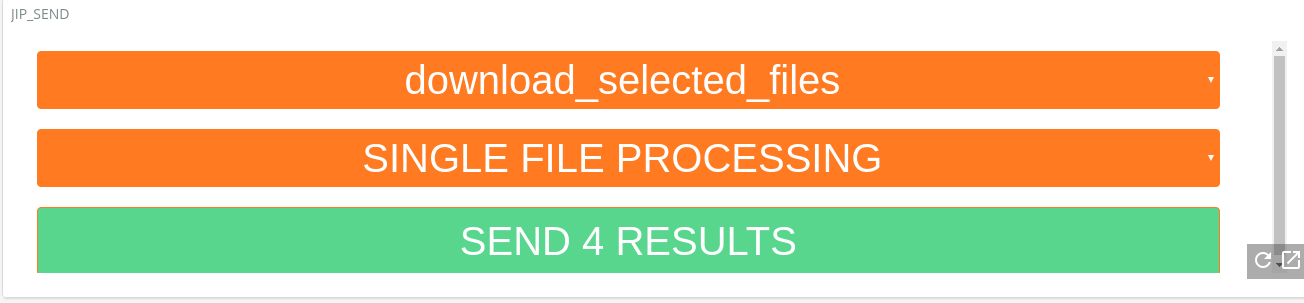 JIP_SEND
download_selected_files
SINGLE FILE PROCESSING
SEND 4 RESULTS